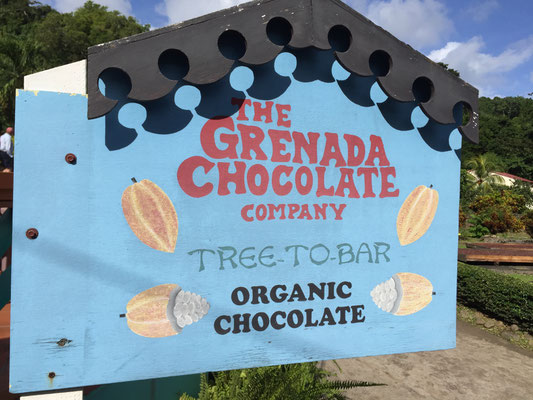 THE
GRENADA
CHOCOLATE
COMPANY
TREE-TO-BAR
ORGANIC
CHOCOLATE